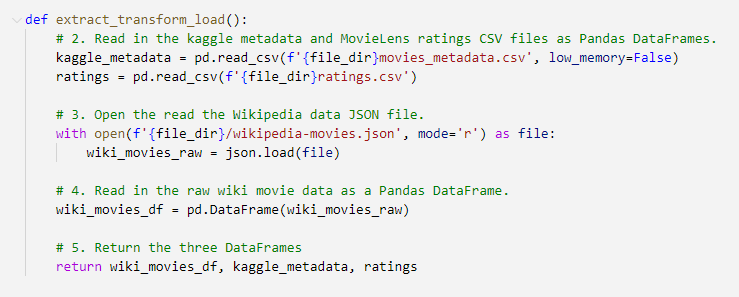 def extract_transform_load():
    # 2. Read in the kaggle metadata and MovieLens ratings CSV files as Pandas DataFrames.
    kaggle_metadata = pd.read_csv(f'{file_dir}movies_metadata.csv', low_memory=False)
    ratings = pd.read_csv(f'{file_dir}ratings.csv')
    # 3. Open the read the Wikipedia data JSON file.
    with open(f'{file_dir}/wikipedia-movies.json', mode='r') as file:
        wiki_movies_raw = json.load(file)
    # 4. Read in the raw wiki movie data as a Pandas DataFrame.
    wiki_movies_df = pd.DataFrame(wiki_movies_raw)
    # 5. Return the three DataFrames
    return wiki_movies_df, kaggle_metadata, ratings